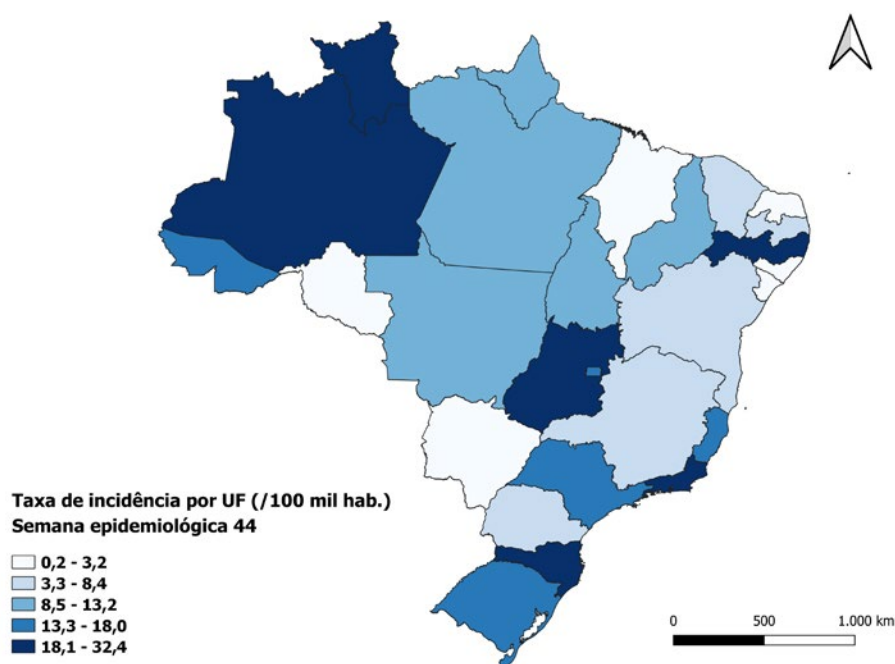 Taxa de incidência por UF (/100 mil hab.)
Semana epidemiológica 44
0,2 - 3,2
3,3 - 8,4
8,5 - 13,2
13,3 - 18,0
18,1 - 32,4
0 500 1.000 km